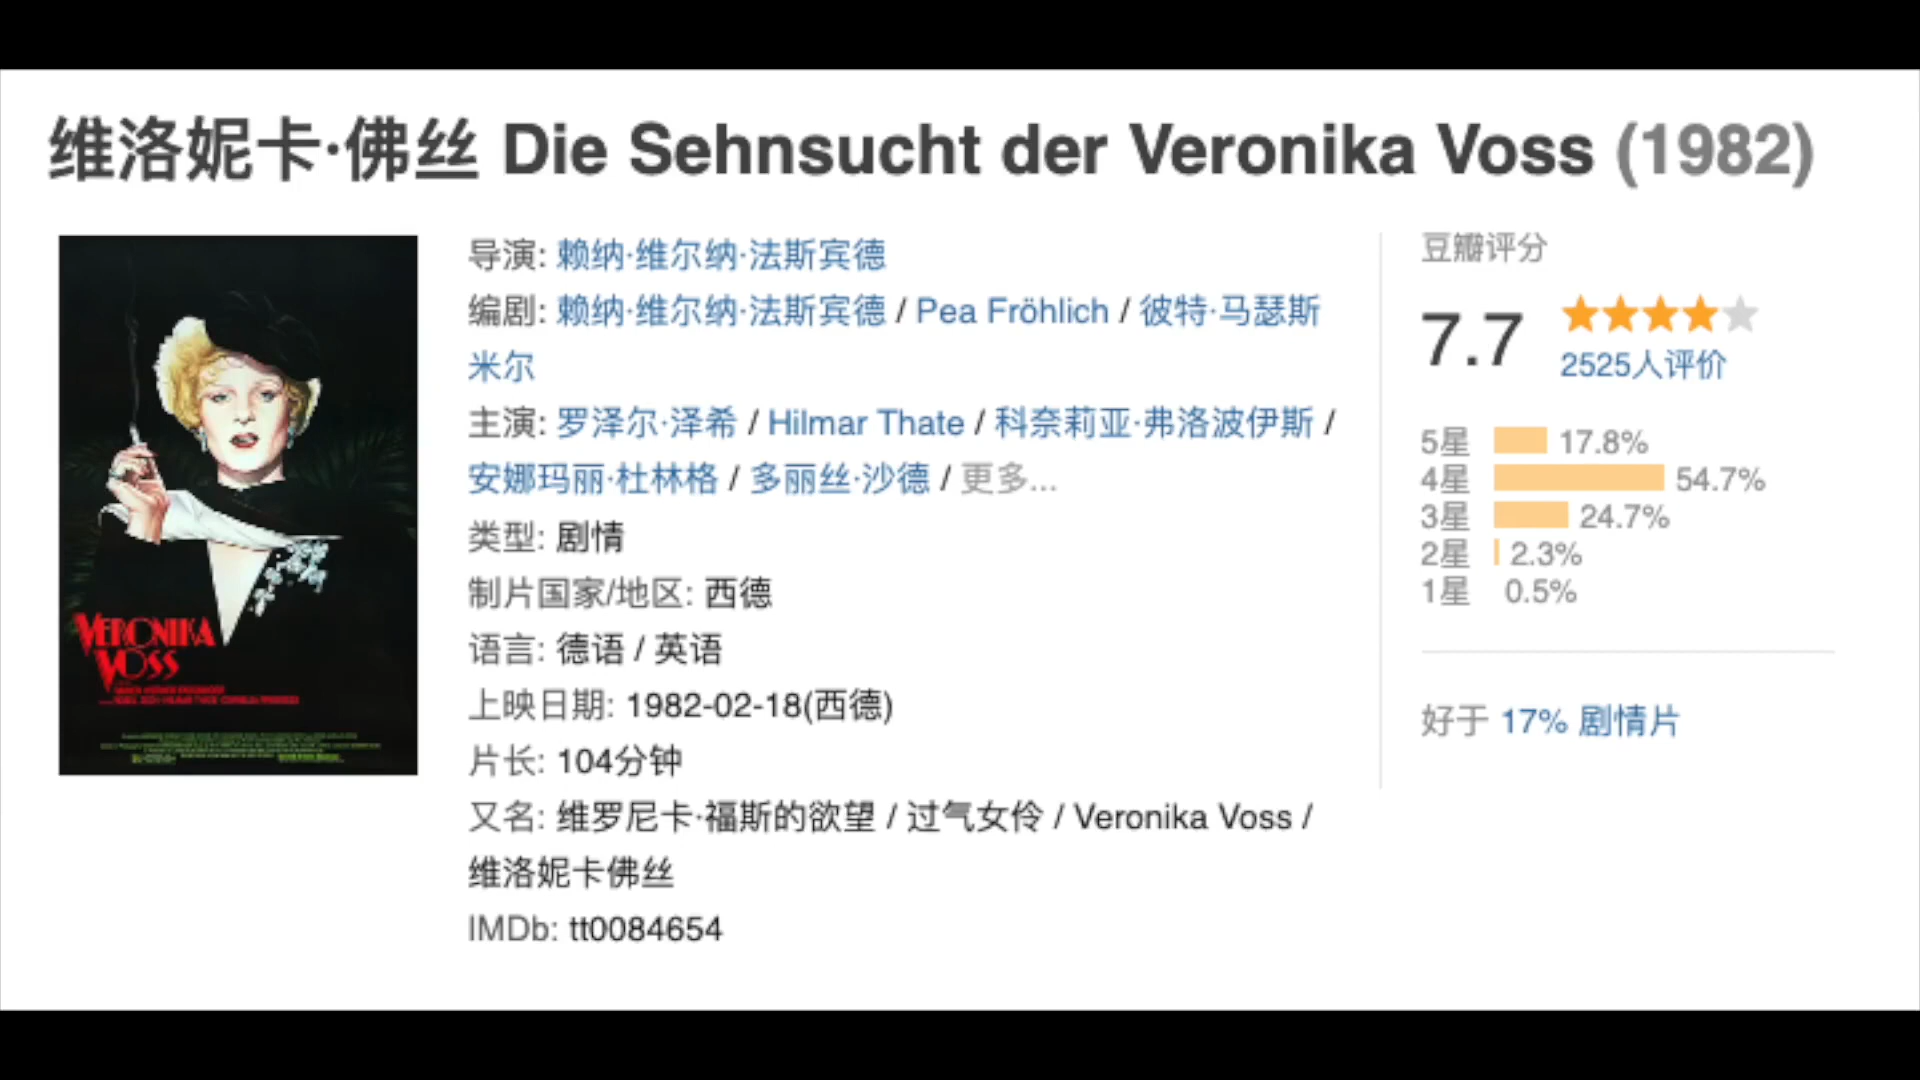 维洛妮卡·佛丝 Die Sehnsucht der Veronika Voss (1982)
VERONIKA
VOSS
导演: 赖纳·维尔纳·法斯宾德
编剧: 赖纳·维尔纳·法斯宾德 / Pea Fröhlich / 彼特·马瑟斯
米尔
主演: 罗泽尔·泽希 / Hilmar Thate / 科奈莉亚·弗洛波伊斯 /
安娜玛丽·杜林格 / 多丽丝·沙德 / 更多...
类型: 剧情
制片国家/地区: 西德
语言: 德语 / 英语
上映日期: 1982-02-18(西德)
片长: 104分钟
又名: 维罗尼卡·福斯的欲望 / 过气女伶 / Veronika Voss /
维洛妮卡佛丝
IMDb: tt0084654
豆瓣评分
7.7
2525人评价
5星 17.8%
4星 54.7%
3星 24.7%
2星 2.3%
1星 0.5%
好于 17% 剧情片